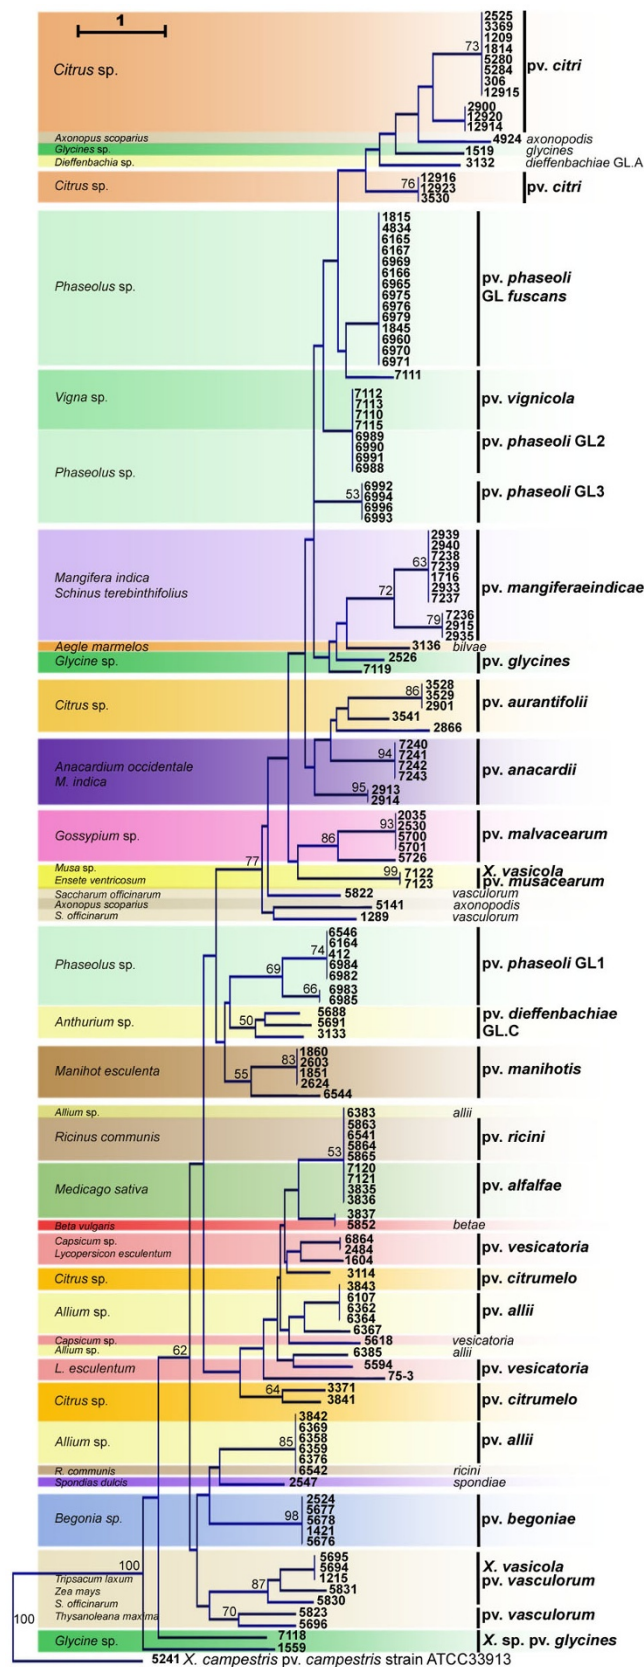 1
2525
3369
1209
1814
73
5280
5284
306
12915
Citrus sp.
pv. citri
2900
12920
12914
Axonopus scoparius
4924
axonopodis
Glycines sp.
1519
glycines
Dieffenbachia sp.
3132
dieffenbachiae GL.A
Citrus sp.
76
12916
12923
3530
pv. citri
1815
4834
6165
6167
6969
6166
6965
6975
6976
6979
1845
6960
6970
6971
Phaseolus sp.
pv. phaseoli
GL fuscans
7111
Vigna sp.
7112
7113
7110
7115
pv. vignicola
6989
6990
6991
6988
pv. phaseoli GL2
Phaseolus sp.
53
6992
6994
6996
6993
pv. phaseoli GL3
Mangifera indica
Schinus terebinthifolius
2939
2940
7238
63
7239
1716
2933
7237
72
pv. mangiferaeindicae
79
7236
2915
2935
Aegle marmelos
3136
bilvae
Glycine sp.
2526
7119
pv. glycines
Citrus sp.
86
3528
3529
2901
3541
2866
pv. aurantifolii
Anacardium occidentale
M. indica
94
7240
7241
7242
7243
95
2913
2914
pv. anacardii
Gossypium sp.
93
2035
2530
5700
5701
86
5726
pv. malvacearum
77
Musa sp.
Ensete ventricosum
99
7122
7123
X. vasicola
pv. musacearum
Saccharum officinarum
5822
vasculorum
Axonopus scoparius
5141
axonopodis
S. officinarum
1289
vasculorum
Phaseolus sp.
6546
6164
74
412
6984
6982
69
66
6983
6985
pv. phaseoli GL1
Anthurium sp.
50
5688
5691
3133
pv. dieffenbachiae
GL.C
Manihot esculenta
83
1860
2603
1851
2624
55
6544
pv. manihotis
Allium sp.
6383
allii
Ricinus communis
5863
6541
5864
5865
53
pv. ricini
Medicago sativa
7120
7121
3835
3836
3837
pv. alfalfae
Beta vulgaris
5852
betae
Capsicum sp.
Lycopersicon esculentum
6864
2484
1604
pv. vesicatoria
Citrus sp.
3114
pv. citrumelo
Allium sp.
3843
6107
6362
6364
6367
pv. allii
Capsicum sp.
5618
vesicatoria
62
Allium sp.
6385
allii
L. esculentum
5594
75-3
pv. vesicatoria
Citrus sp.
64
3371
3841
pv. citrumelo
Allium sp.
3842
6369
6358
85
6359
6376
pv. allii
R. communis
6542
ricini
Spondias dulcis
2547
spondiae
Begonia sp.
98
2524
5677
5678
1421
5676
pv. begoniae
100
Tripsacum laxum
Zea mays
S. officinarum
Thysanoleana maxima
5695
5694
1215
87
5831
5830
X. vasicola
pv. vasculorum
70
5823
5696
pv. vasculorum
100
Glycine sp.
7118
1559
X. sp. pv. glycines
5241 X. campestris pv. campestris strain ATCC33913